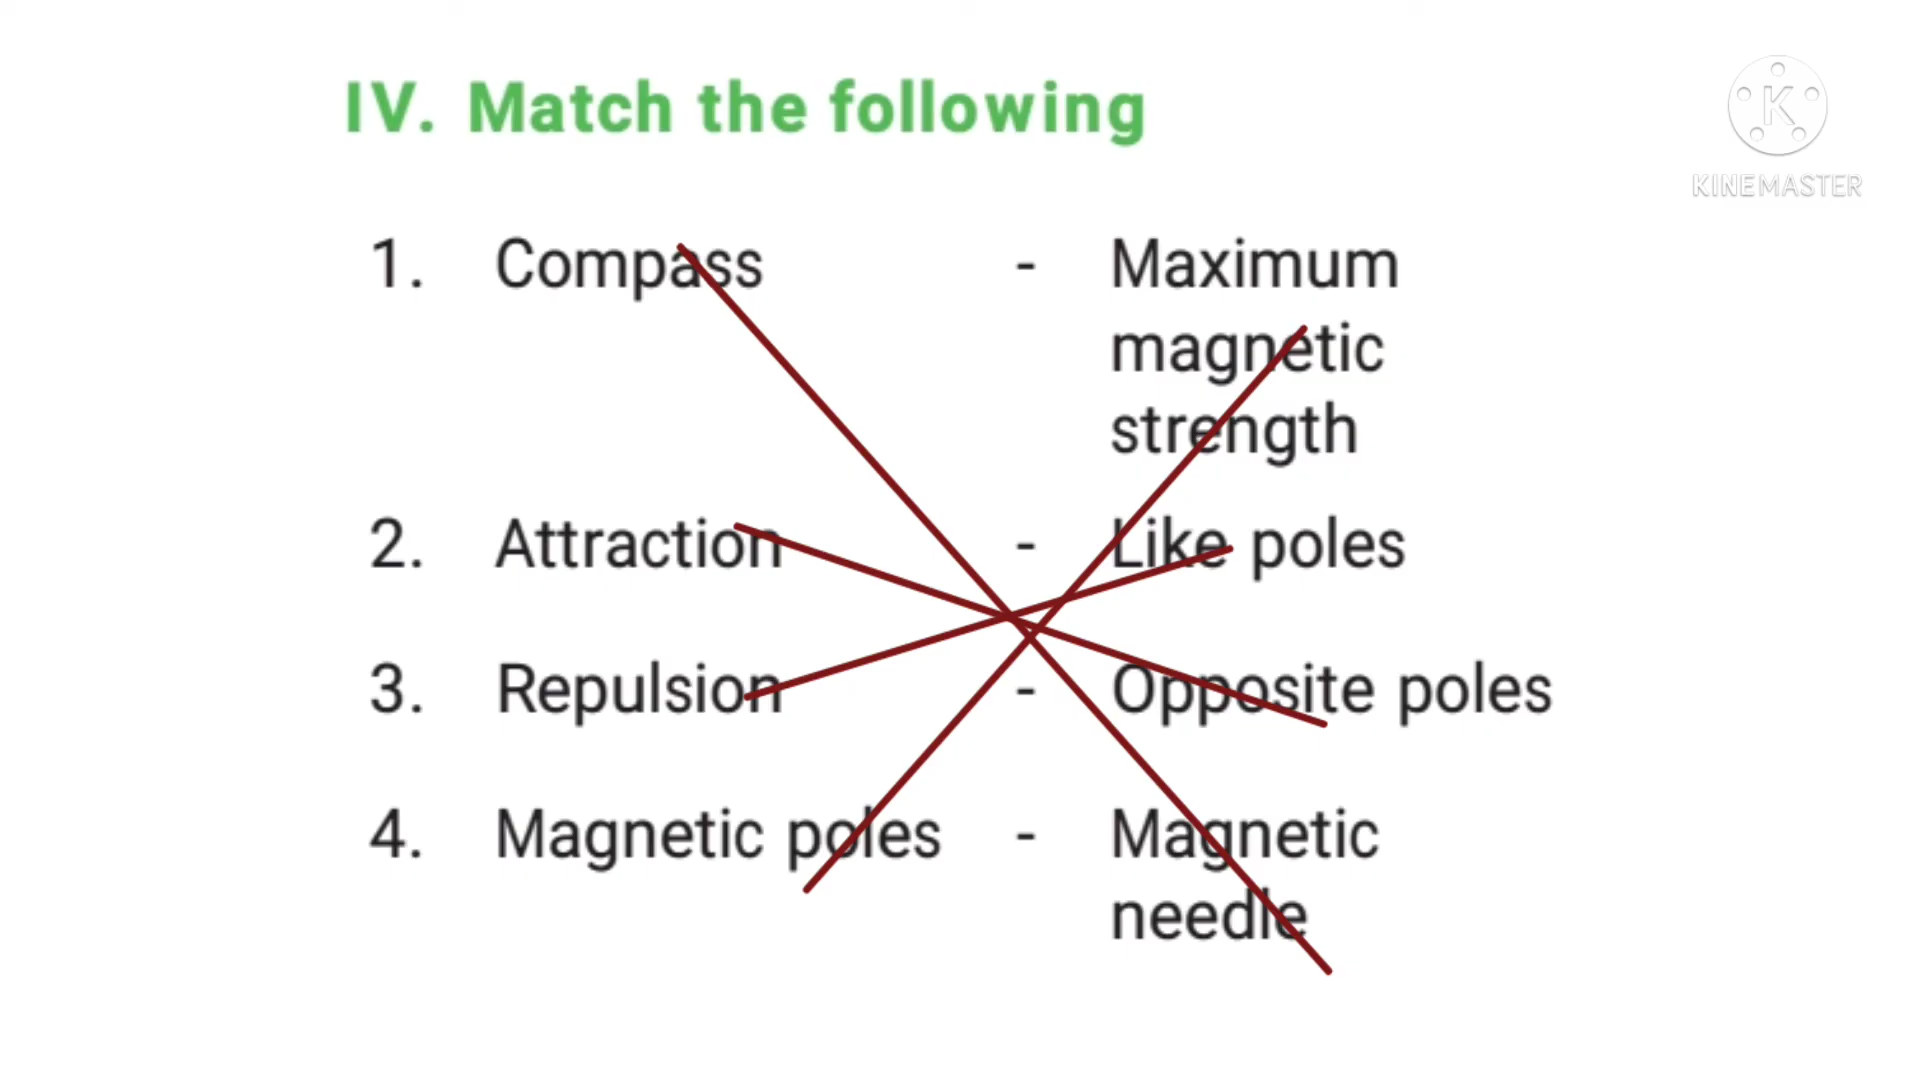 IV. Match the following
K
KINEMASTER
1. Compass - Maximum
magnetic
strength
2. Attraction - Like poles
3. Repulsion - Opposite poles
4. Magnetic poles - Magnetic
needle